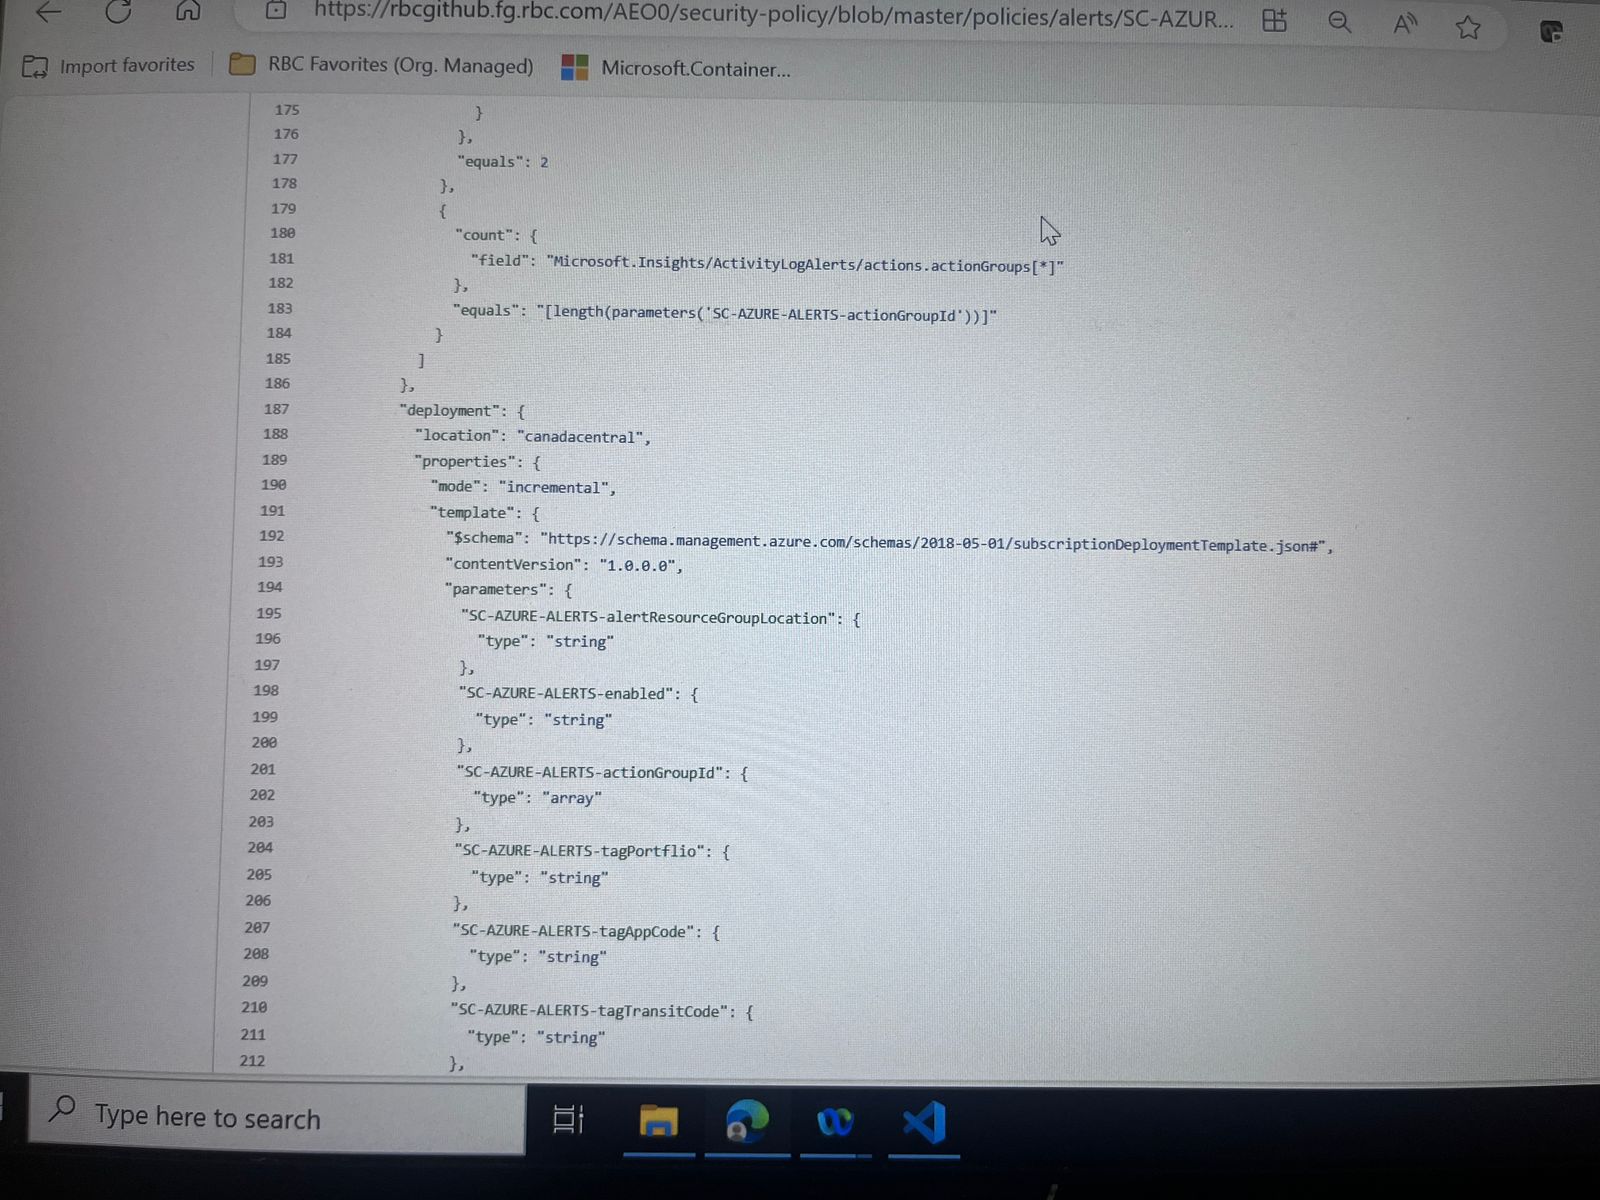 https://rbcgithub.fg.rbc.com/AEO0/security-policy/blob/master/policies/alerts/SC-AZUR...
Import favorites RBC Favorites (Org. Managed) Microsoft.Container...
175 }
176 },
177 "equals": 2
178 },
179 {
180 "count": {
181 "field": "Microsoft.Insights/ActivityLogAlerts/actions.actionGroups[*]"
182 },
183 "equals": "[length(parameters('SC-AZURE-ALERTS-actionGroupId'))]"
184 }
185 ]
186 },
187 "deployment": {
188 "location": "canadacentral",
189 "properties": {
190 "mode": "incremental",
191 "template": {
192 "$schema": "https://schema.management.azure.com/schemas/2018-05-01/subscriptionDeploymentTemplate.json#",
193 "contentVersion": "1.0.0.0",
194 "parameters": {
195 "SC-AZURE-ALERTS-alertResourceGroupLocation": {
196 "type": "string"
197 },
198 "SC-AZURE-ALERTS-enabled": {
199 "type": "string"
200 },
201 "SC-AZURE-ALERTS-actionGroupId": {
202 "type": "array"
203 },
204 "SC-AZURE-ALERTS-tagPortflio": {
205 "type": "string"
206 },
207 "SC-AZURE-ALERTS-tagAppCode": {
208 "type": "string"
209 },
210 "SC-AZURE-ALERTS-tagTransitCode": {
211 "type": "string"
212 },
Type here to search